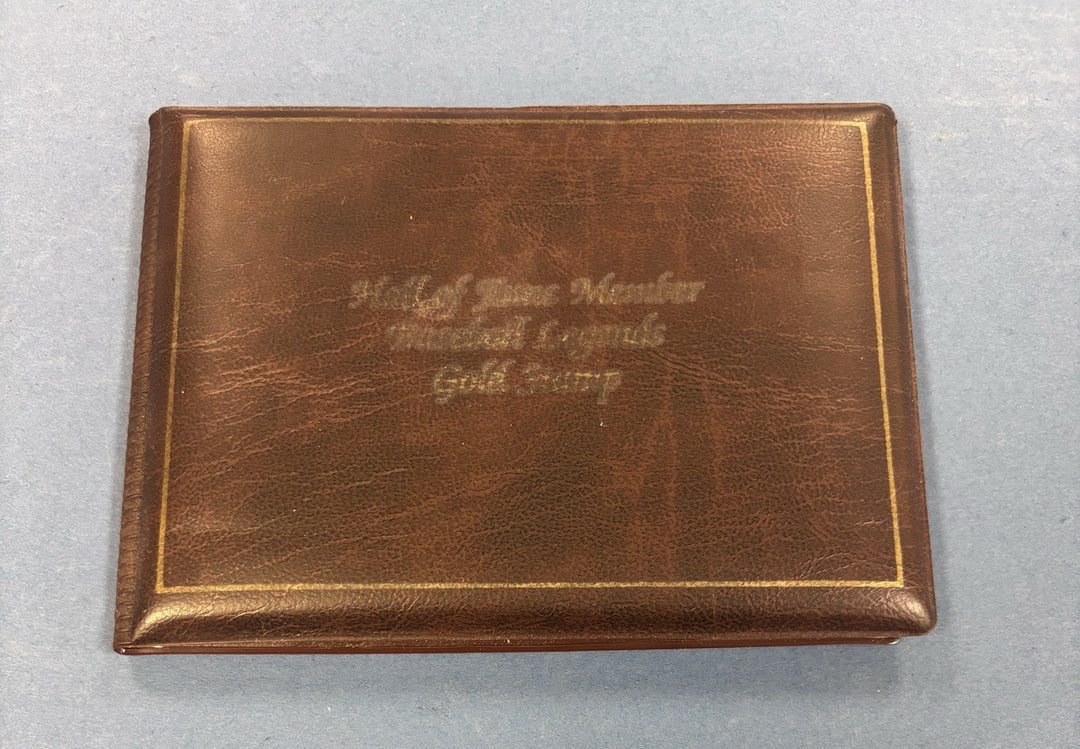 Hall of Fame Member
Baseball Legends
Gold Stamp